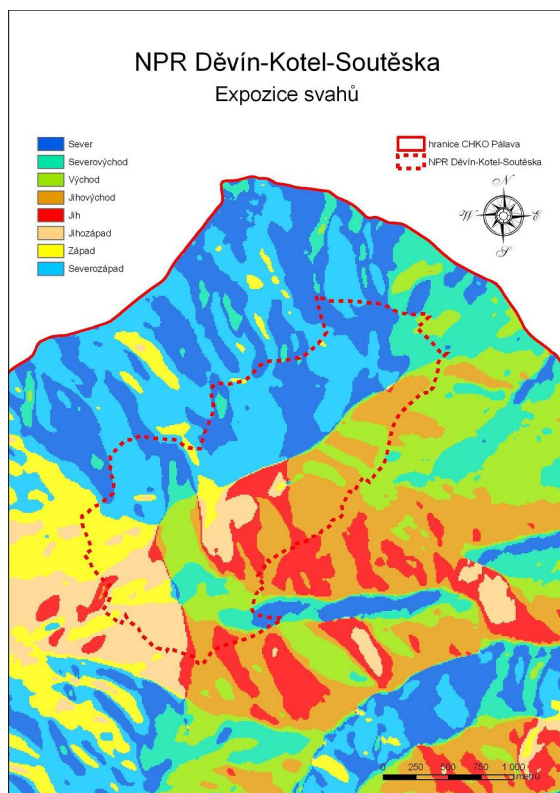 NPR Děvín-Kotel-Soutěska
Expozice svahů
Sever
Severovýchod
Východ
Jihovýchod
Jih
Jihozápad
Západ
Severozápad
hranice CHKO Pálava
NPR Děvín-Kotel-Soutěska
N
W E
S
0 250 500 750 1 000
metrů